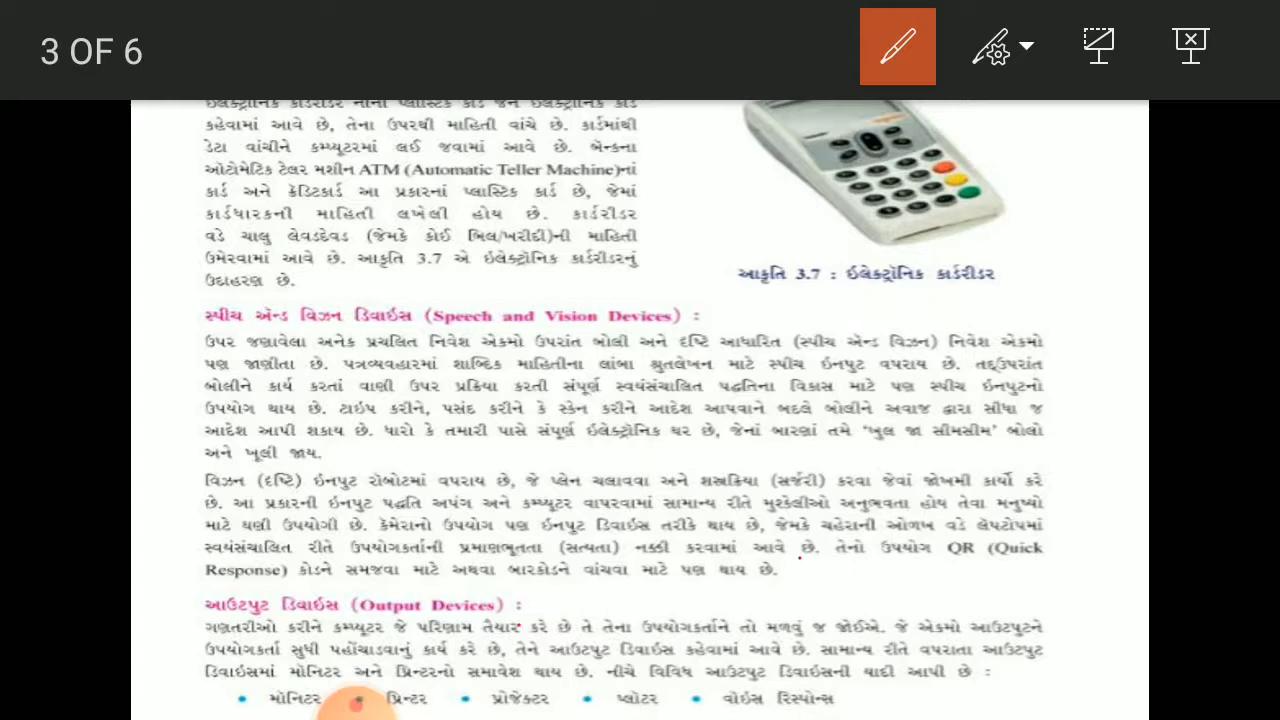 3 OF 6
ઇલેક્ટ્રૉનિક કાર્ડરીડર નાના પ્લાસ્ટિક કાર્ડ જેને ઇલેક્ટ્રૉનિક કાર્ડ
કહેવામાં આવે છે, તેના ઉપરથી માહિતી વાંચે છે. કાર્ડમાંથી
ડેટા વાંચીને કમ્પ્યૂટરમાં લઈ જવામાં આવે છે. બૅન્કના
ઑટોમેટિક ટેલર મશીન ATM (Automatic Teller Machine)નાં
કાર્ડ અને ક્રૅડિટકાર્ડ આ પ્રકારનાં પ્લાસ્ટિક કાર્ડ છે, જેમાં
કાર્ડધારકની માહિતી લખેલી હોય છે. કાર્ડરીડર
વડે ચાલુ લેવડદેવડ (જેમકે કોઈ બિલ/ખરીદી)ની માહિતી
ઉમેરવામાં આવે છે. આકૃતિ 3.7 એ ઇલેક્ટ્રૉનિક કાર્ડરીડરનું
ઉદાહરણ છે.
આકૃતિ 3.7 : ઇલેક્ટ્રૉનિક કાર્ડરીડર
સ્પીચ ઍન્ડ વિઝન ડિવાઇસ (Speech and Vision Devices) :
ઉપર જણાવેલા અનેક પ્રચલિત નિવેશ એકમો ઉપરાંત બોલી અને દષ્ટિ આધારિત (સ્પીચ ઍન્ડ વિઝન) નિવેશ એકમો
પણ જાણીતા છે. પત્રવ્યવહારમાં શાબ્દિક માહિતીના લાંબા શ્રુતલેખન માટે સ્પીચ ઇનપુટ વપરાય છે. તદ્ઉપરાંત
બોલીને કાર્ય કરતાં વાણી ઉપર પ્રક્રિયા કરતી સંપૂર્ણ સ્વયંસંચાલિત પદ્ધતિના વિકાસ માટે પણ સ્પીચ ઇનપુટનો
ઉપયોગ થાય છે. ટાઇપ કરીને, પસંદ કરીને કે સ્કેન કરીને આદેશ આપવાને બદલે બોલીને અવાજ દ્વારા સીધા જ
આદેશ આપી શકાય છે. ધારો કે તમારી પાસે સંપૂર્ણ ઇલેક્ટ્રૉનિક ઘર છે, જેનાં બારણાં તમે ‘ખુલ જા સીમસીમ’ બોલો
અને ખૂલી જાય.
વિઝન (દષ્ટિ) ઇનપુટ રૉબોટમાં વપરાય છે, જે પ્લેન ચલાવવા અને શસ્ત્રક્રિયા (સર્જરી) કરવા જેવાં જોખમી કાર્યો કરે
છે. આ પ્રકારની ઇનપુટ પદ્ધતિ અપંગ અને કમ્પ્યૂટર વાપરવામાં સામાન્ય રીતે મુશ્કેલીઓ અનુભવતા હોય તેવા મનુષ્યો
માટે ઘણી ઉપયોગી છે. કૅમેરાનો ઉપયોગ પણ ઇનપૂટ ડિવાઇસ તરીકે થાય છે, જેમકે ચહેરાની ઓળખ વડે લૅપટોપમાં
સ્વયંસંચાલિત રીતે ઉપયોગકર્તાની પ્રમાણભૂતતા (સત્યતા) નક્કી કરવામાં આવે છે. તેનો ઉપયોગ QR (Quick
Response) કોડને સમજવા માટે અથવા બારકોડને વાંચવા માટે પણ થાય છે.
આઉટપુટ ડિવાઇસ (Output Devices) :
ગણતરીઓ કરીને કમ્પ્યૂટર જે પરિણામ તૈયાર કરે છે તે તેના ઉપયોગકર્તાને તો મળવું જ જોઈએ. જે એકમો આઉટપુટને
ઉપયોગકર્તા સુધી પહોંચાડવાનું કાર્ય કરે છે, તેને આઉટપુટ ડિવાઇસ કહેવામાં આવે છે. સામાન્ય રીતે વપરાતા આઉટપુટ
ડિવાઇસમાં મૉનિટર અને પ્રિન્ટરનો સમાવેશ થાય છે. નીચે વિવિધ આઉટપુટ ડિવાઇસની યાદી આપી છે :
• મૉનિટર • પ્રિન્ટર • પ્રોજેક્ટર • પ્લૉટર • વોઇસ રિસ્પોન્સ